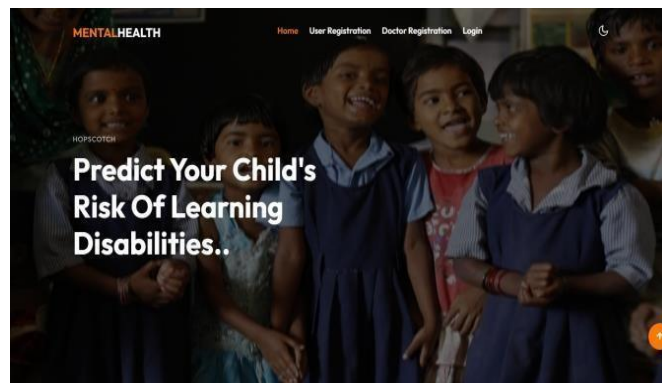 MENTALHEALTH
Home User Registration Doctor Registration Login
HOPSCOTCH
Predict Your Child's
Risk Of Learning
Disabilities..